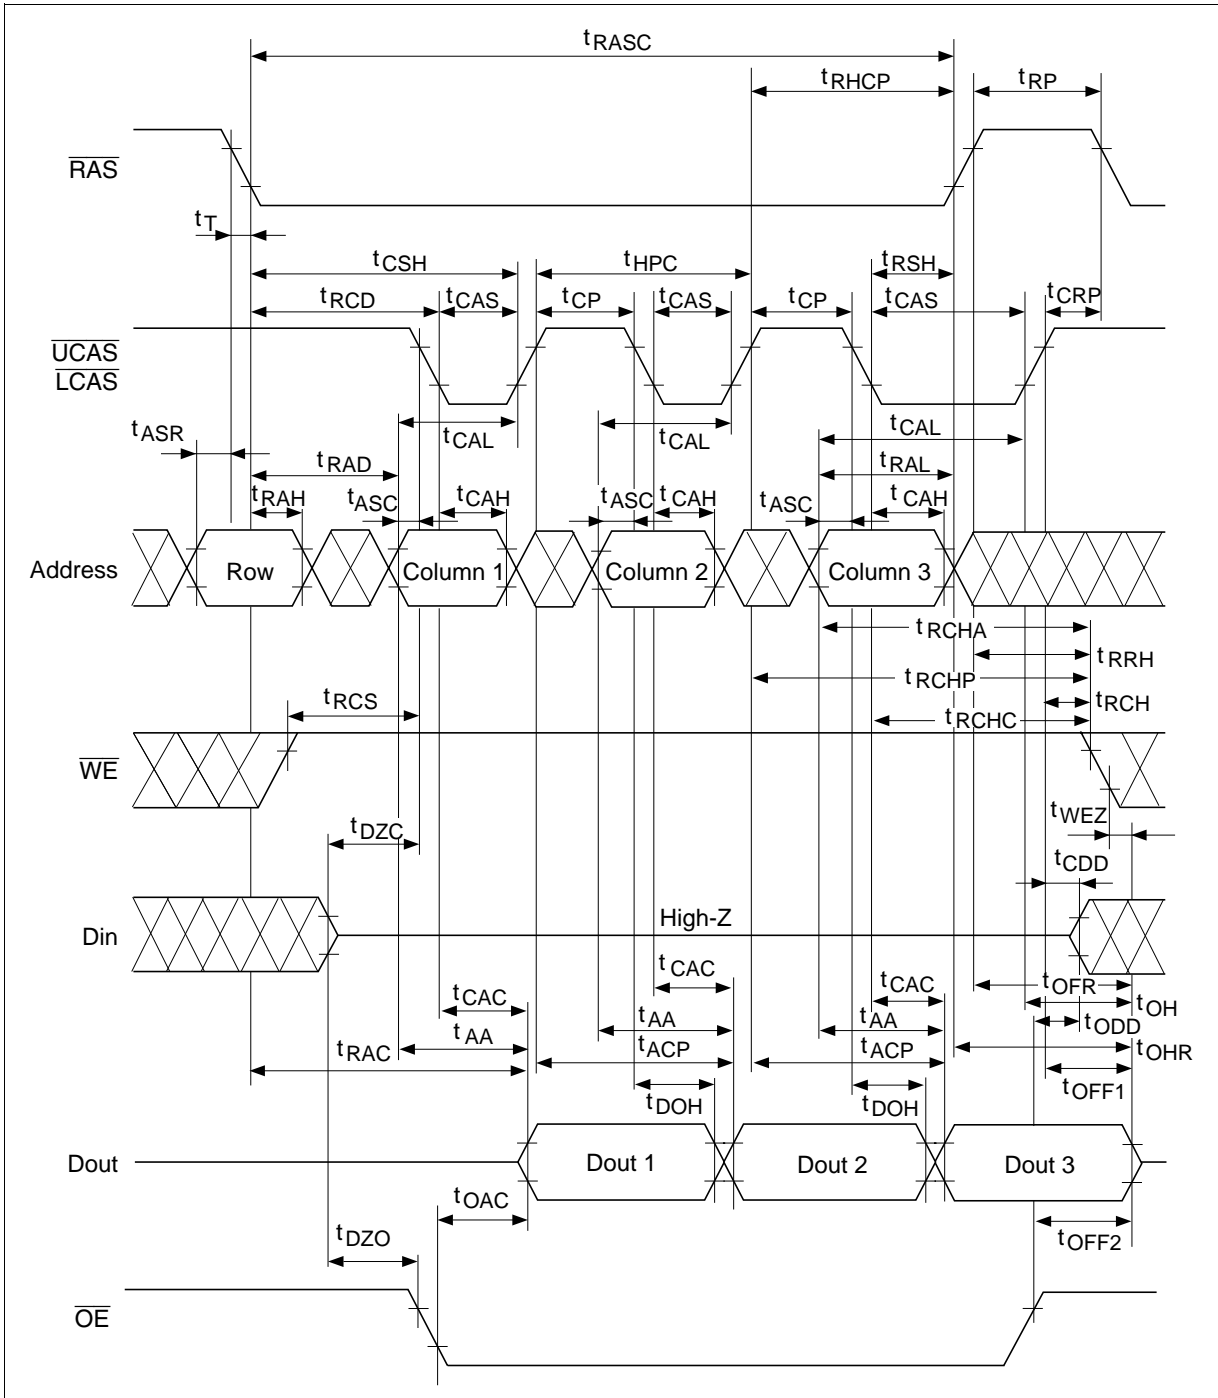 tRASC
tRHCP tRP
RAS
tT
tCSH tHPC tRSH
tRCD tCAS tCP tCAS tCP tCAS tCRP
UCAS
LCAS
tASR tCAL tCAL tCAL
tRAD tRAL
tRAH tASC tCAH tASC tCAH tASC tCAH
Address Row Column 1 Column 2 Column 3
tRCHA
tRRH
tRCHP
tRCS tRCH
tRCHC
WE
tWEZ
tDZC
tCDD
High-Z
Din
tCAC tOFR
tCAC tCAC tOH
tAA tAA tAA tODD
tRAC tACP tACP tOHR
tOFF1
tDOH tDOH
Dout Dout 1 Dout 2 Dout 3
tOAC
tDZO tOFF2
OE